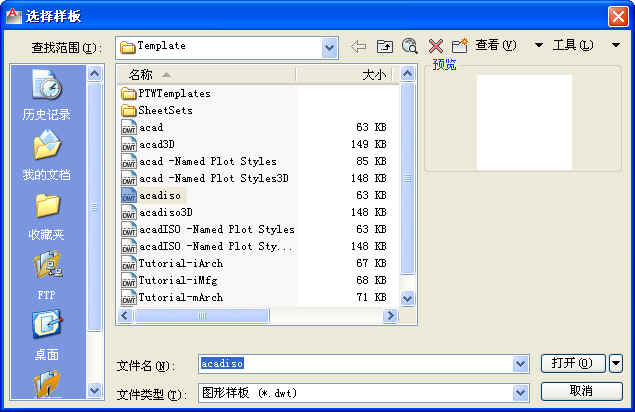 选择样板
查找范围(I): Template 查看(V) 工具(L)
历史记录
我的文档
收藏夹
FTP
桌面
名称 大小
PTWTemplates
SheetSets
acad 63 KB
acad3D 149 KB
acad -Named Plot Styles 85 KB
acad -Named Plot Styles3D 148 KB
acadiso 63 KB
acadiso3D 148 KB
acadISO -Named Plot Styles 63 KB
acadISO -Named Plot Sty... 148 KB
Tutorial-iArch 67 KB
Tutorial-iMfg 68 KB
Tutorial-mArch 71 KB
预览
文件名(N): acadiso 打开(O)
文件类型(T): 图形样板 (*.dwt) 取消